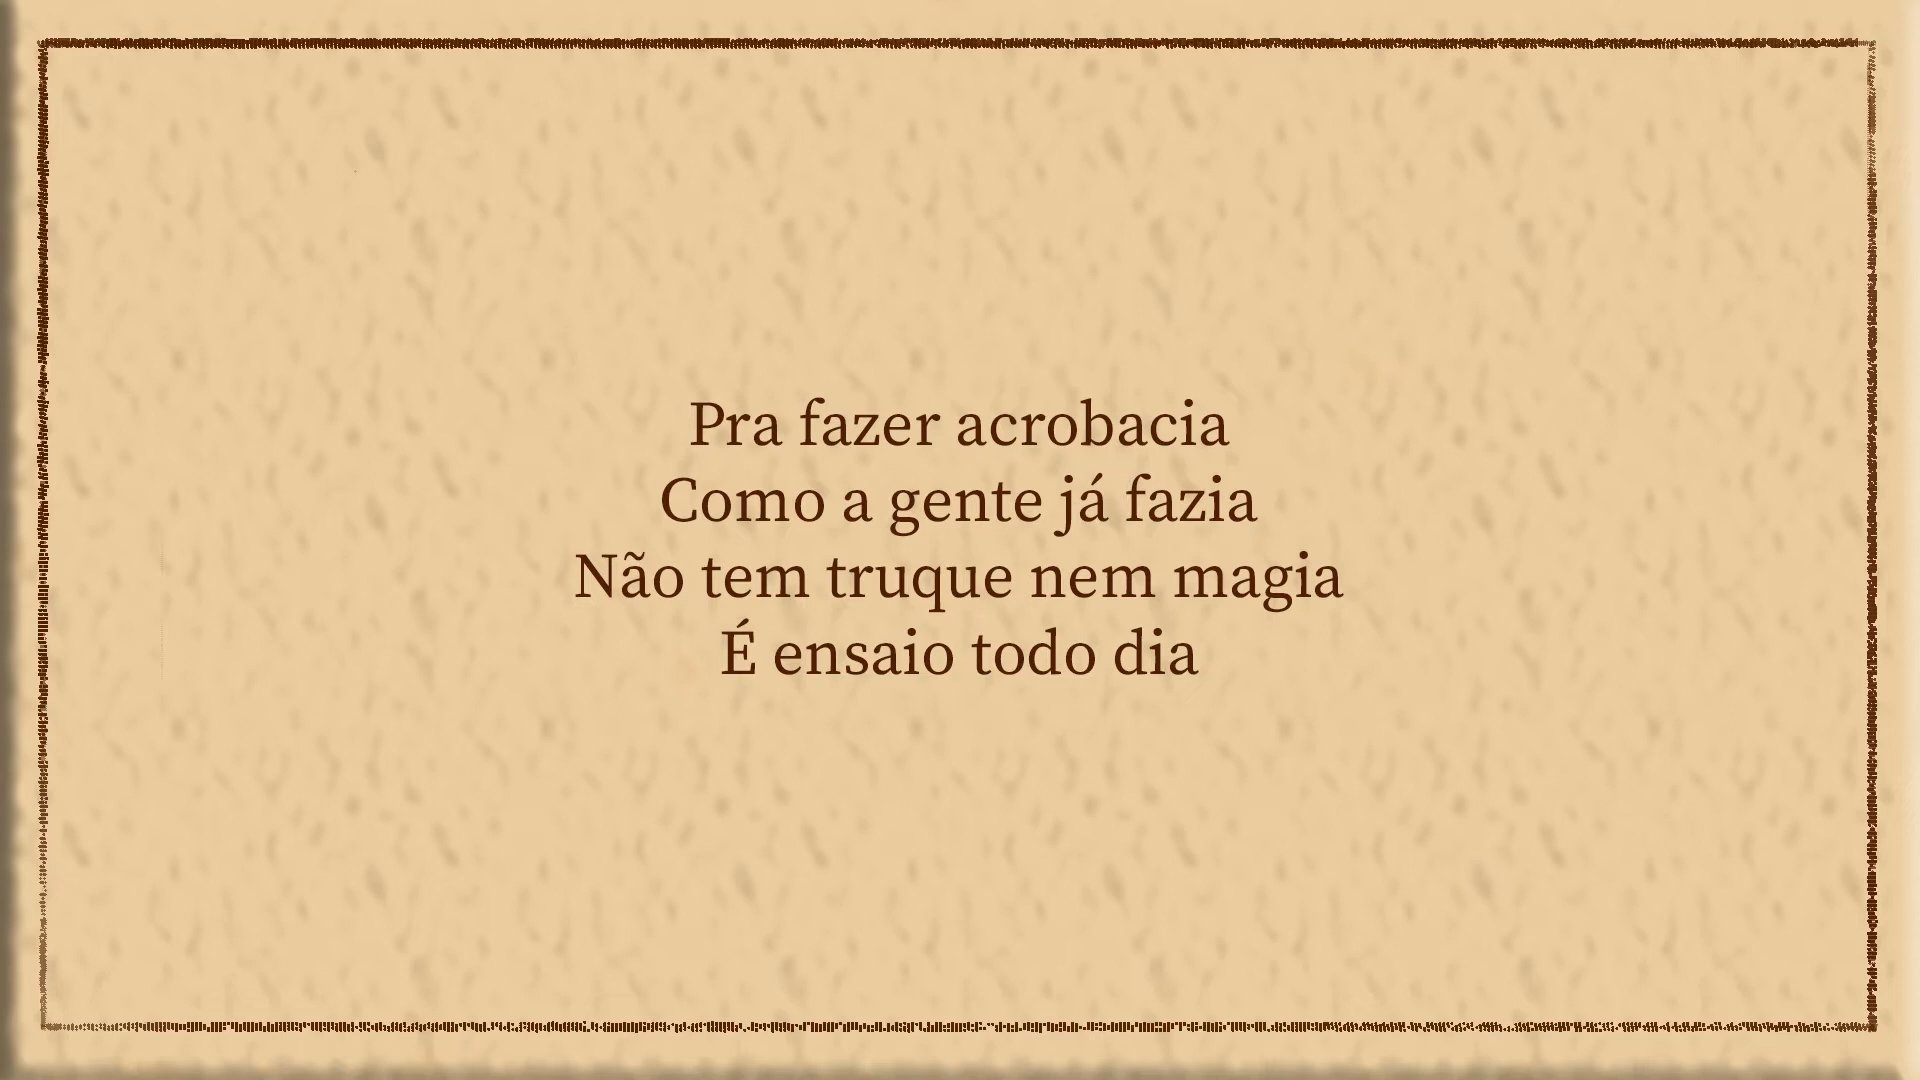 Pra fazer acrobacia
Como a gente já fazia
Não tem truque nem magia
É ensaio todo dia